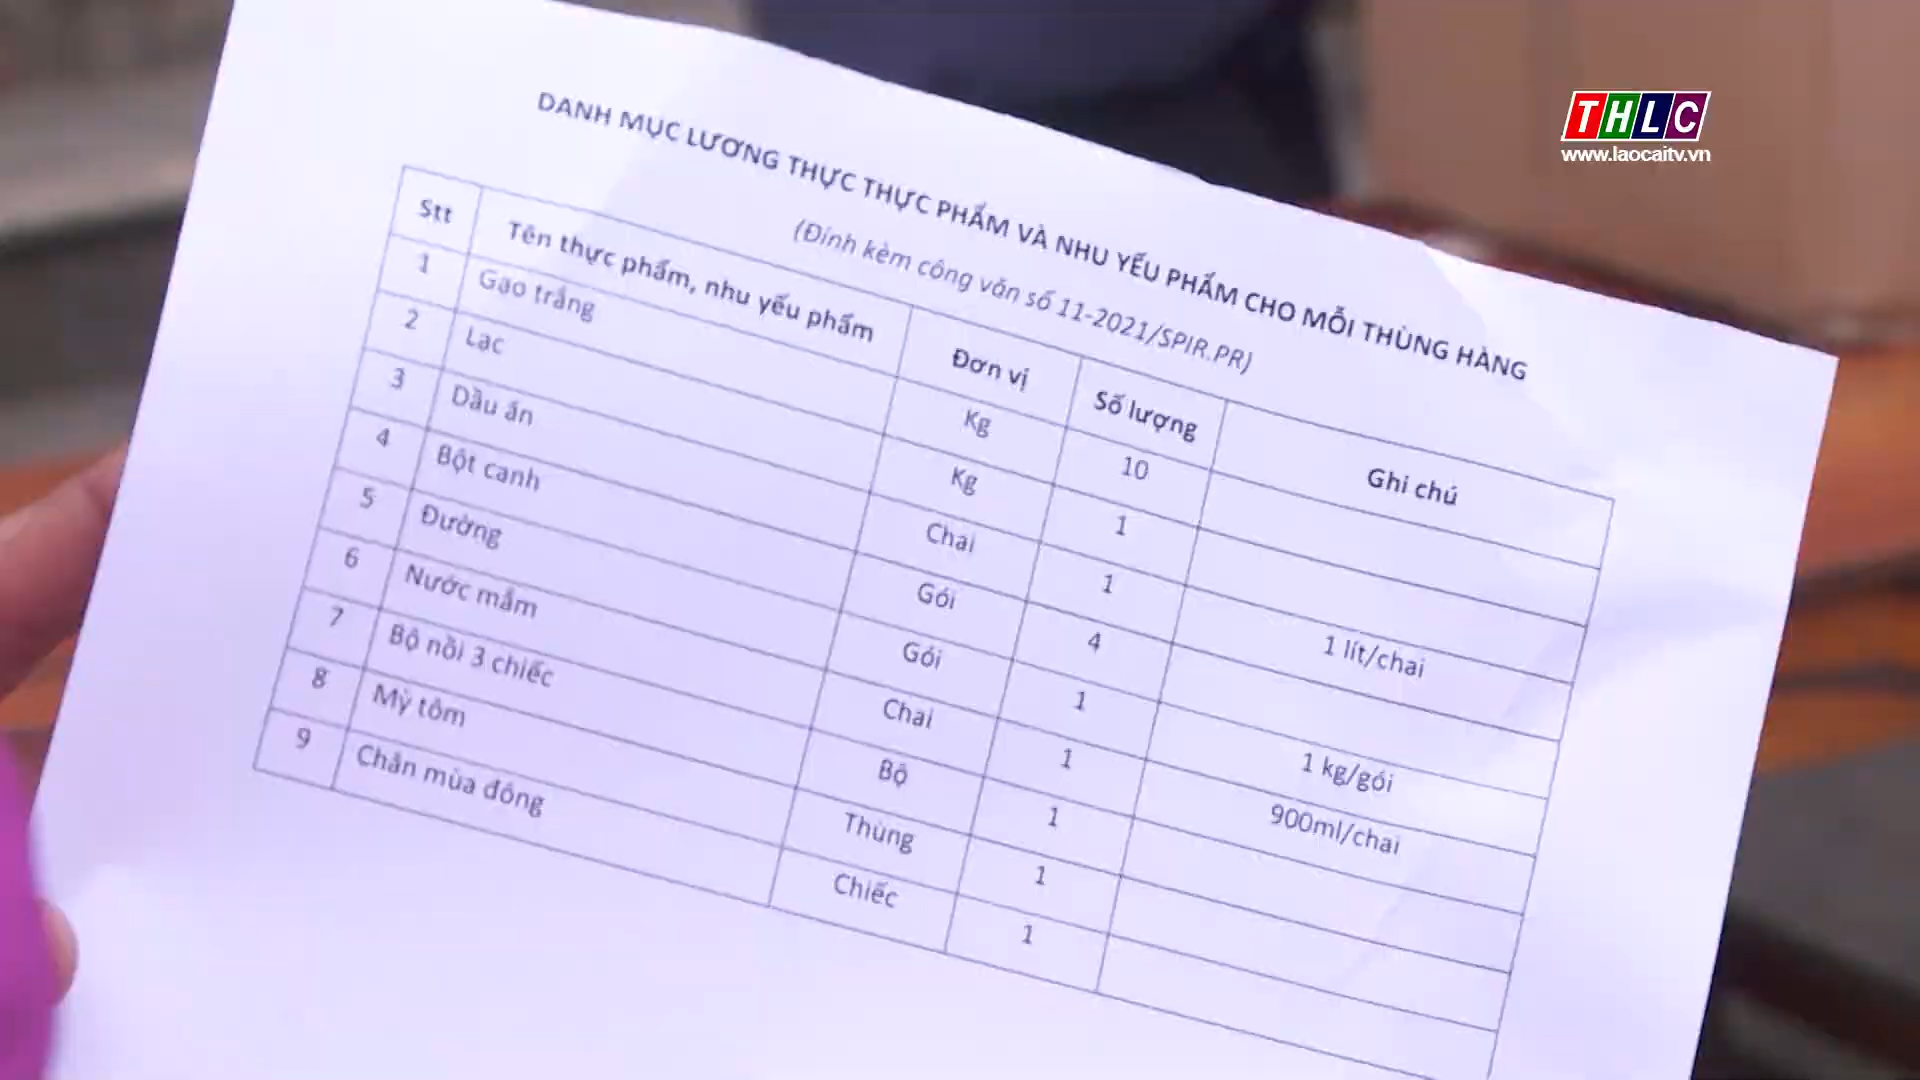 THLC
www.laocaitv.vn
DANH MỤC LƯƠNG THỰC THỰC PHẨM VÀ NHU YẾU PHẨM CHO MỖI THÙNG HÀNG
(Đính kèm công văn số 11-2021/SPIR.PR)
Stt Tên thực phẩm, nhu yếu phẩm Đơn vị Số lượng Ghi chú
1 Gạo trắng Kg 10
2 Lạc Kg 1
3 Dầu ăn Chai 1 1 lít/chai
4 Bột canh Gói 4
5 Đường Gói 1 1 kg/gói
6 Nước mắm Chai 1 900ml/chai
7 Bộ nồi 3 chiếc Bộ 1
8 Mỳ tôm Thùng 1
9 Chăn mùa đông Chiếc 1